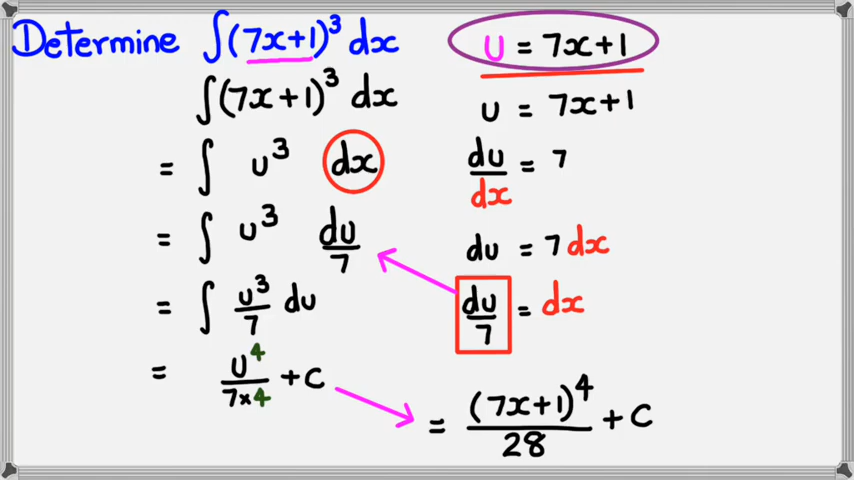 Determine ∫(7x+1)³ dx
∫(7x+1)³ dx
= ∫ u³ dx
= ∫ u³ du/7
= ∫ u³/7 du
= u⁴/7×4 + C
u = 7x+1
u = 7x+1
du/dx = 7
du = 7dx
du/7 = dx
= (7x+1)⁴/28 + C